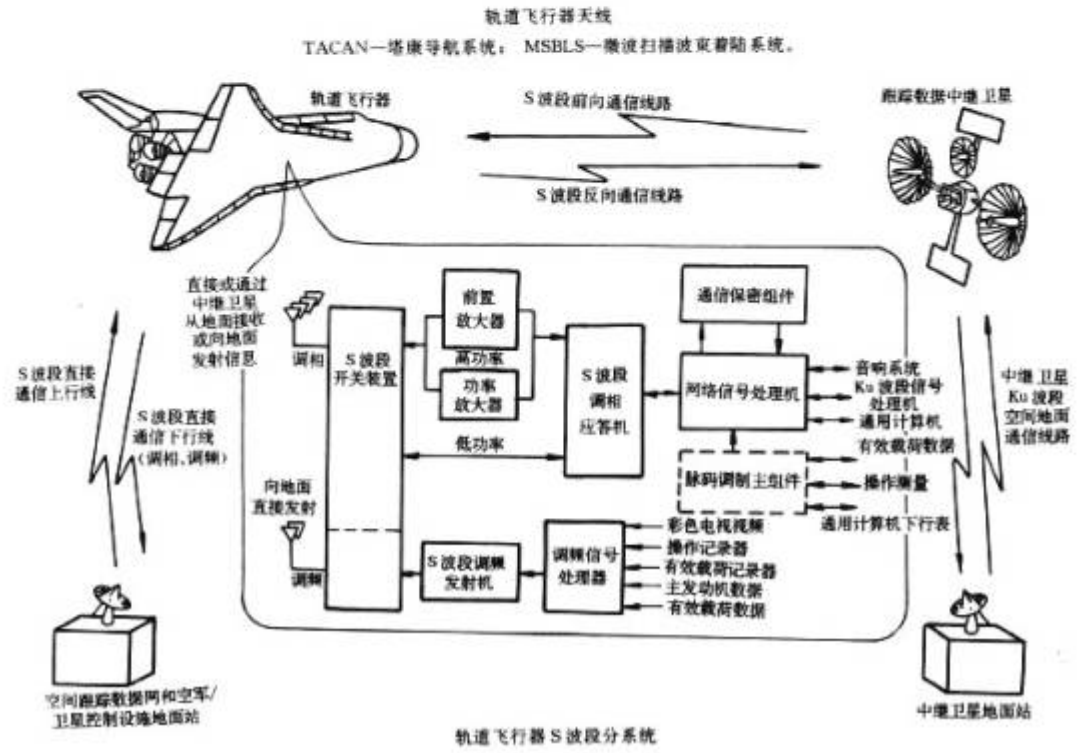 轨道飞行器天线
TACAN—塔康导航系统； MSBLS—微波扫描波束着陆系统。
轨道飞行器
S波段前向通信线路
跟踪数据中继卫星
S波段反向通信线路
直接或通过
中继卫星
从地面接收
或向地面
发射信息
调相
S波段
开关装置
前置
放大器
高功率
功率
放大器
低功率
S波段
调相
应答机
通信保密组件
网络信号处理机
音响系统
Ku波段信号
处理机
通用计算机
有效载荷数据
脉码调制主组件
操作测量
通用计算机下行表
S波段直接
通信上行线
S波段直接
通信下行线
(调相、调频)
中继卫星
Ku波段
空间地面
通信线路
向地面
直接发射
调频
S波段调频
发射机
调频信号
处理器
彩色电视视频
操作记录器
有效载荷记录器
主发动机数据
有效载荷数据
空间跟踪数据网和空军/
卫星控制设施地面站
中继卫星地面站
轨道飞行器S波段分系统